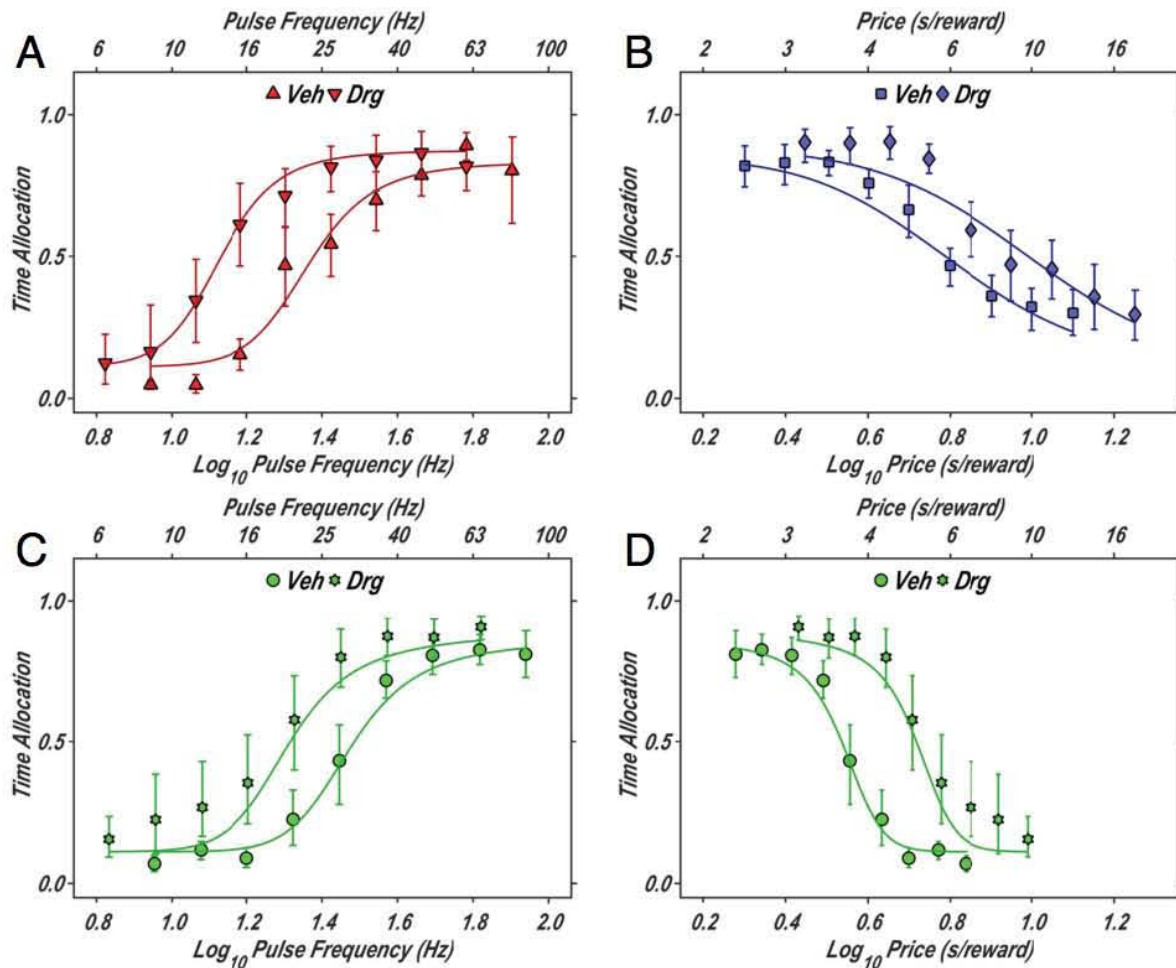 A
Pulse Frequency (Hz)
6 10 16 25 40 63 100
Veh Drg
Time Allocation
1.0
0.5
0.0
0.8 1.0 1.2 1.4 1.6 1.8 2.0
Log10 Pulse Frequency (Hz)
B
Price (s/reward)
2 3 4 6 10 16
Veh Drg
Time Allocation
1.0
0.5
0.0
0.2 0.4 0.6 0.8 1.0 1.2
Log10 Price (s/reward)
C
Pulse Frequency (Hz)
6 10 16 25 40 63 100
Veh Drg
Time Allocation
1.0
0.5
0.0
0.8 1.0 1.2 1.4 1.6 1.8 2.0
Log10 Pulse Frequency (Hz)
D
Price (s/reward)
2 3 4 6 10 16
Veh Drg
Time Allocation
1.0
0.5
0.0
0.2 0.4 0.6 0.8 1.0 1.2
Log10 Price (s/reward)